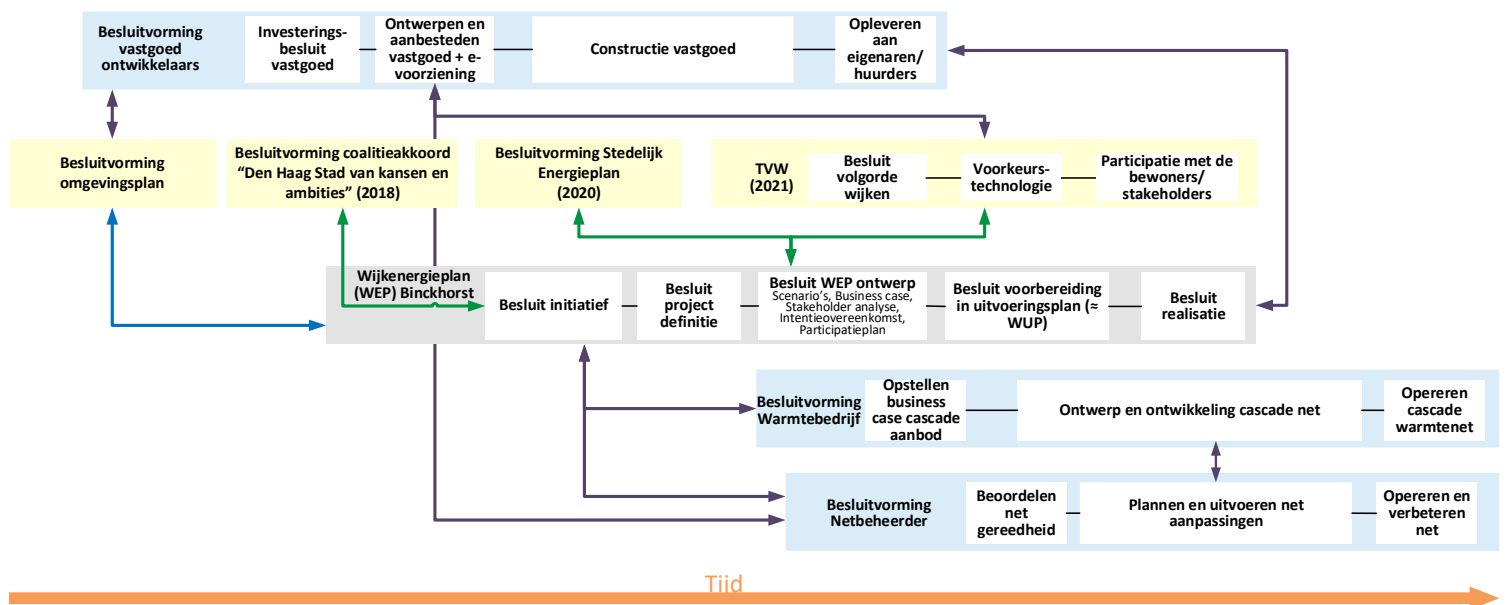 Besluitvorming
vastgoed
ontwikkelaars
Investerings-
besluit
vastgoed
Ontwerpen en
aanbesteden
vastgoed + e-
voorziening
Constructie vastgoed
Opleveren
aan
eigenaren/
huurders
Besluitvorming
omgevingsplan
Besluitvorming coalitieakkoord
“Den Haag Stad van kansen en
ambities” (2018)
Besluitvorming Stedelijk
Energieplan
(2020)
TVW
(2021)
Besluit
volgorde
wijken
Voorkeurs-
technologie
Participatie met de
bewoners/
stakeholders
Wijkenergieplan
(WEP) Binckhorst
Besluit initiatief
Besluit
project
definitie
Besluit WEP ontwerp
Scenario’s, Business case,
Stakeholder analyse,
Intentieovereenkomst,
Participatieplan
Besluit voorbereiding
in uitvoeringsplan (≈
WUP)
Besluit
realisatie
Besluitvorming
Warmtebedrijf
Opstellen
business
case cascade
aanbod
Ontwerp en ontwikkeling cascade net
Opereren
cascade
warmtenet
Besluitvorming
Netbeheerder
Beoordelen
net
gereedheid
Plannen en uitvoeren net
aanpassingen
Opereren en
verbeteren
net
Tijd